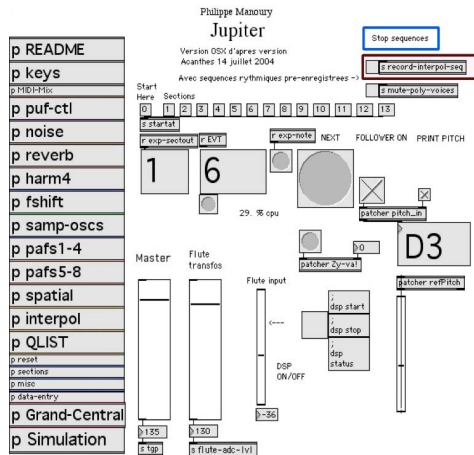 Philippe Manoury
Jupiter
Version OSX d'apres version
Acanthes 14 juillet 2004
Avec sequences rythmiques pre-enregistrees ->
Stop sequences
s record-interpol-seq
s mute-poly-voices
p README
p keys
p MIDI-Mix
p puf-ctl
p noise
p reverb
p harm4
p fshift
p samp-oscs
p pafs1-4
p pafs5-8
p spatial
p interpol
p QLIST
p reset
p sections
p misc
p data-entry
p Grand-Central
p Simulation
Start
Here
Sections
0 1 2 3 4 5 6 7 8 9 10 11 12 13
s startat
r exp-sectout
r EVT
r exp-note
NEXT
FOLLOWER ON
PRINT PITCH
1
6
29. % cpu
patcher pitch_in
D3
patcher Zy-va!
0
patcher refPitch
Master
Flute
transfos
Flute input
<---
;
dsp start
;
dsp stop
;
dsp
status
DSP
ON/OFF
135
130
-36
s tgp
s flute-adc-lvl